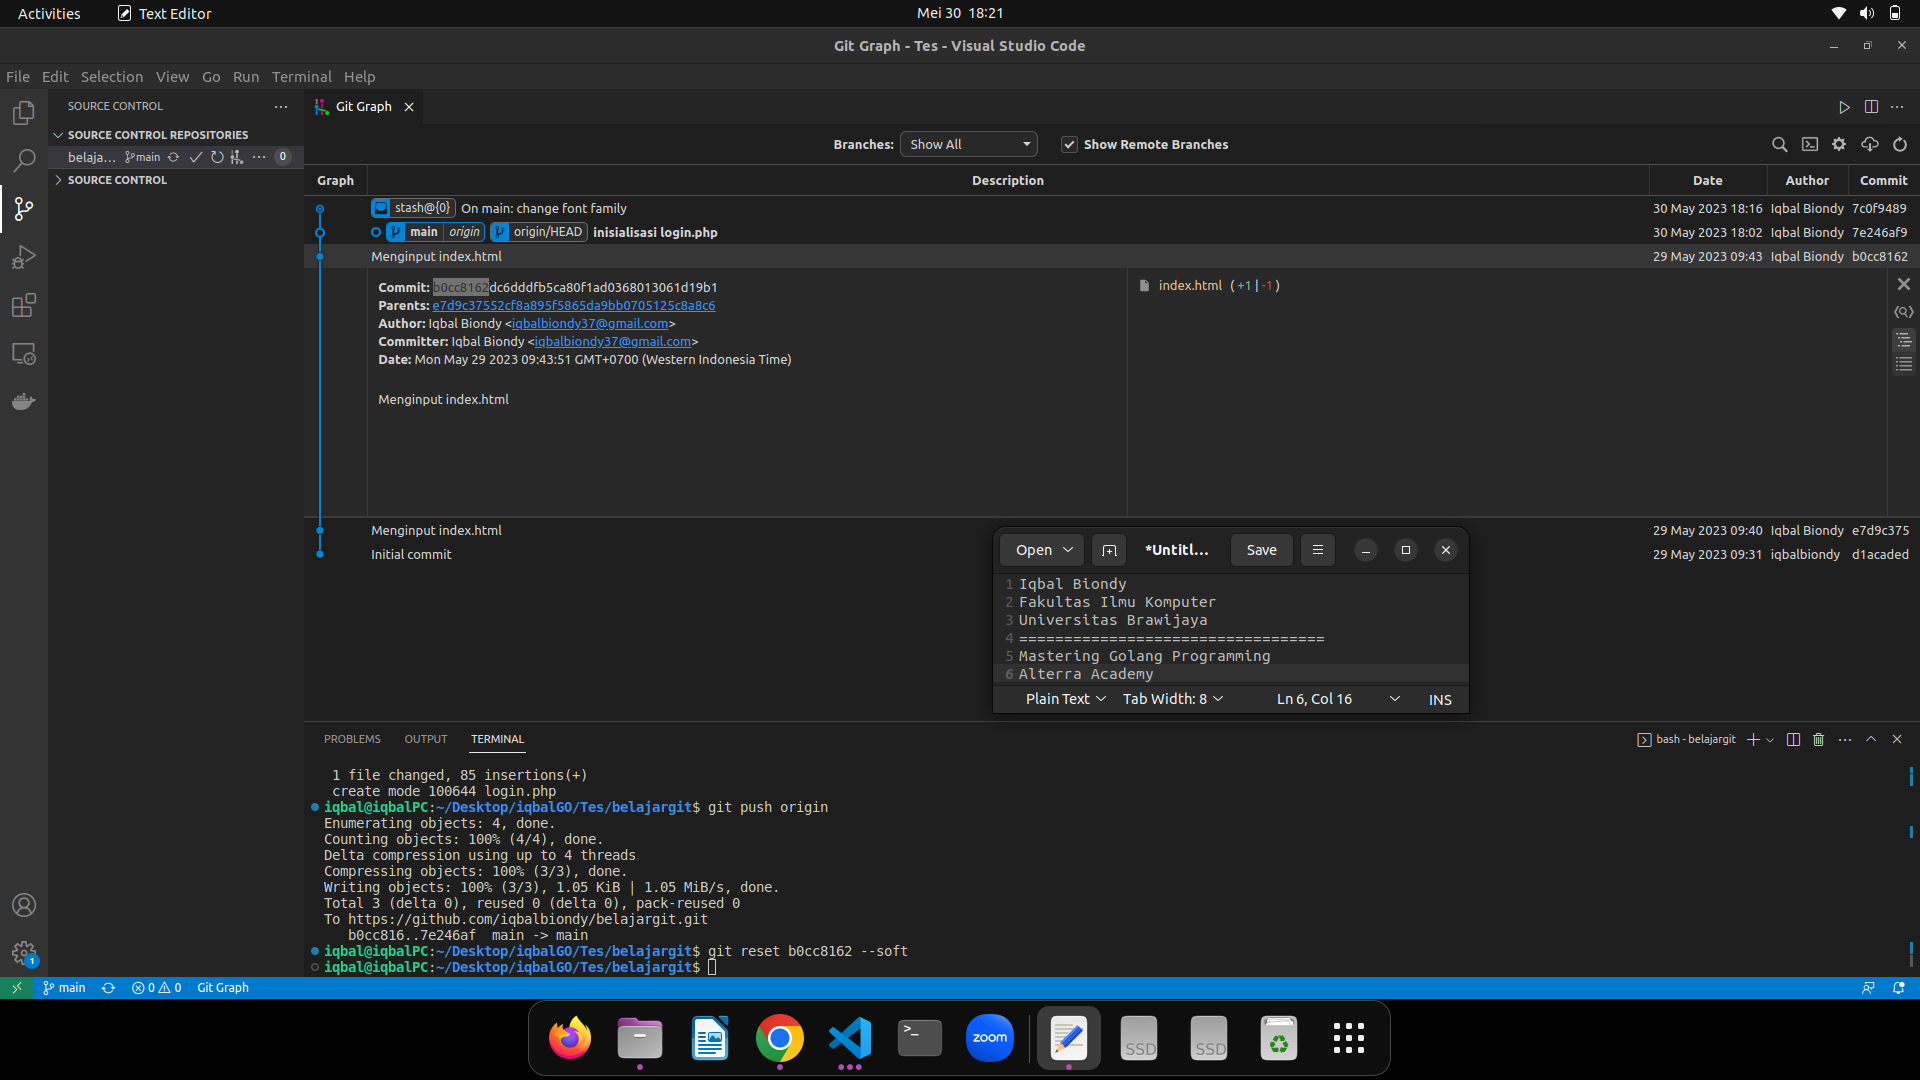 Activities Text Editor Mei 30 18:21
Git Graph - Tes - Visual Studio Code
File Edit Selection View Go Run Terminal Help
SOURCE CONTROL
SOURCE CONTROL REPOSITORIES
belaja... main 0
SOURCE CONTROL
Git Graph
Branches: Show All Show Remote Branches
Graph Description Date Author Commit
stash@{0} On main: change font family 30 May 2023 18:16 Iqbal Biondy 7c0f9489
main origin origin/HEAD inisialisasi login.php 30 May 2023 18:02 Iqbal Biondy 7e246af9
Menginput index.html 29 May 2023 09:43 Iqbal Biondy b0cc8162
Commit: b0cc8162dc6dddfb5ca80f1ad0368013061d19b1
Parents: e7d9c37552cf8a895f5865da9bb0705125c8a8c6
Author: Iqbal Biondy <iqbalbiondy37@gmail.com>
Committer: Iqbal Biondy <iqbalbiondy37@gmail.com>
Date: Mon May 29 2023 09:43:51 GMT+0700 (Western Indonesia Time)
Menginput index.html
index.html (+1|-1)
Menginput index.html 29 May 2023 09:40 Iqbal Biondy e7d9c375
Initial commit 29 May 2023 09:31 iqbalbiondy d1acaded
Open *Untitl... Save
1 Iqbal Biondy
2 Fakultas Ilmu Komputer
3 Universitas Brawijaya
4 ==================================
5 Mastering Golang Programming
6 Alterra Academy
Plain Text Tab Width: 8 Ln 6, Col 16 INS
PROBLEMS OUTPUT TERMINAL bash - belajargit
1 file changed, 85 insertions(+)
create mode 100644 login.php
iqbal@iqbalPC:~/Desktop/iqbalGO/Tes/belajargit$ git push origin
Enumerating objects: 4, done.
Counting objects: 100% (4/4), done.
Delta compression using up to 4 threads
Compressing objects: 100% (3/3), done.
Writing objects: 100% (3/3), 1.05 KiB | 1.05 MiB/s, done.
Total 3 (delta 0), reused 0 (delta 0), pack-reused 0
To https://github.com/iqbalbiondy/belajargit.git
b0cc816..7e246af main -> main
iqbal@iqbalPC:~/Desktop/iqbalGO/Tes/belajargit$ git reset b0cc8162 --soft
iqbal@iqbalPC:~/Desktop/iqbalGO/Tes/belajargit$
1
main 0 0 Git Graph
>_ zoom SSD SSD